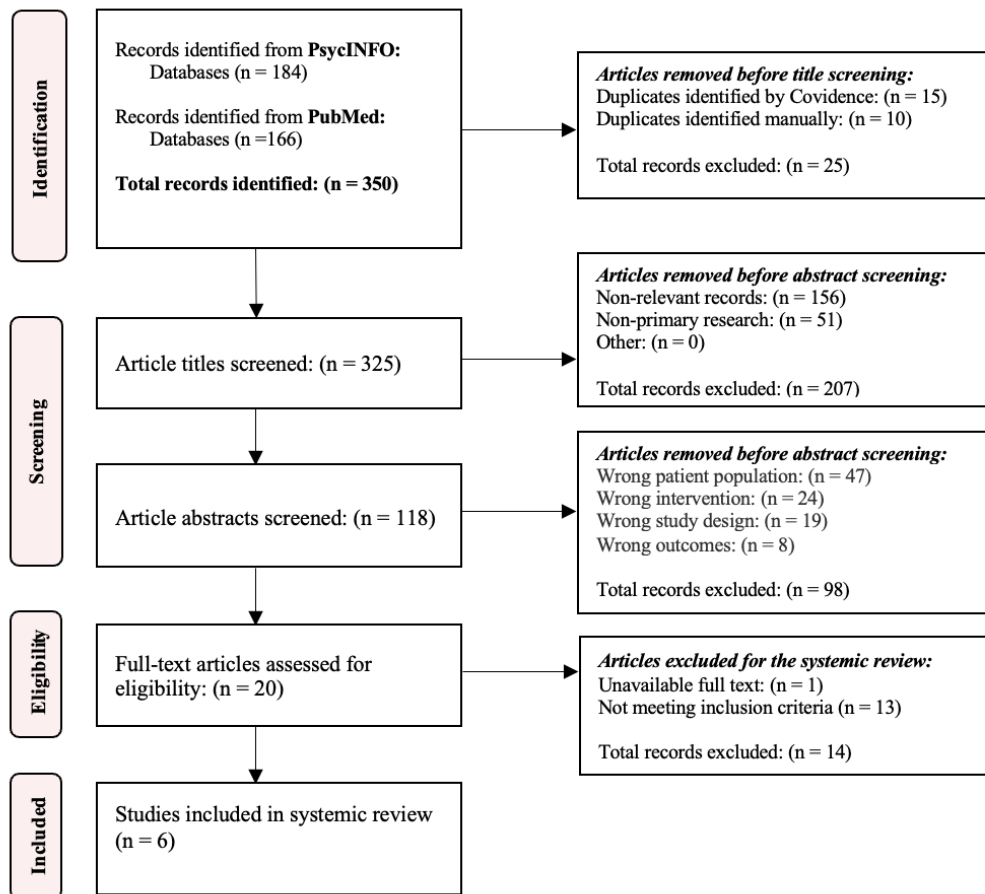 Identification
Records identified from PsycINFO:
Databases (n = 184)
Records identified from PubMed:
Databases (n =166)
Total records identified: (n = 350)
Articles removed before title screening:
Duplicates identified by Covidence: (n = 15)
Duplicates identified manually: (n = 10)
Total records excluded: (n = 25)
Screening
Article titles screened: (n = 325)
Articles removed before abstract screening:
Non-relevant records: (n = 156)
Non-primary research: (n = 51)
Other: (n = 0)
Total records excluded: (n = 207)
Article abstracts screened: (n = 118)
Articles removed before abstract screening:
Wrong patient population: (n = 47)
Wrong intervention: (n = 24)
Wrong study design: (n = 19)
Wrong outcomes: (n = 8)
Total records excluded: (n = 98)
Eligibility
Full-text articles assessed for
eligibility: (n = 20)
Articles excluded for the systemic review:
Unavailable full text: (n = 1)
Not meeting inclusion criteria (n = 13)
Total records excluded: (n = 14)
Included
Studies included in systemic review
(n = 6)